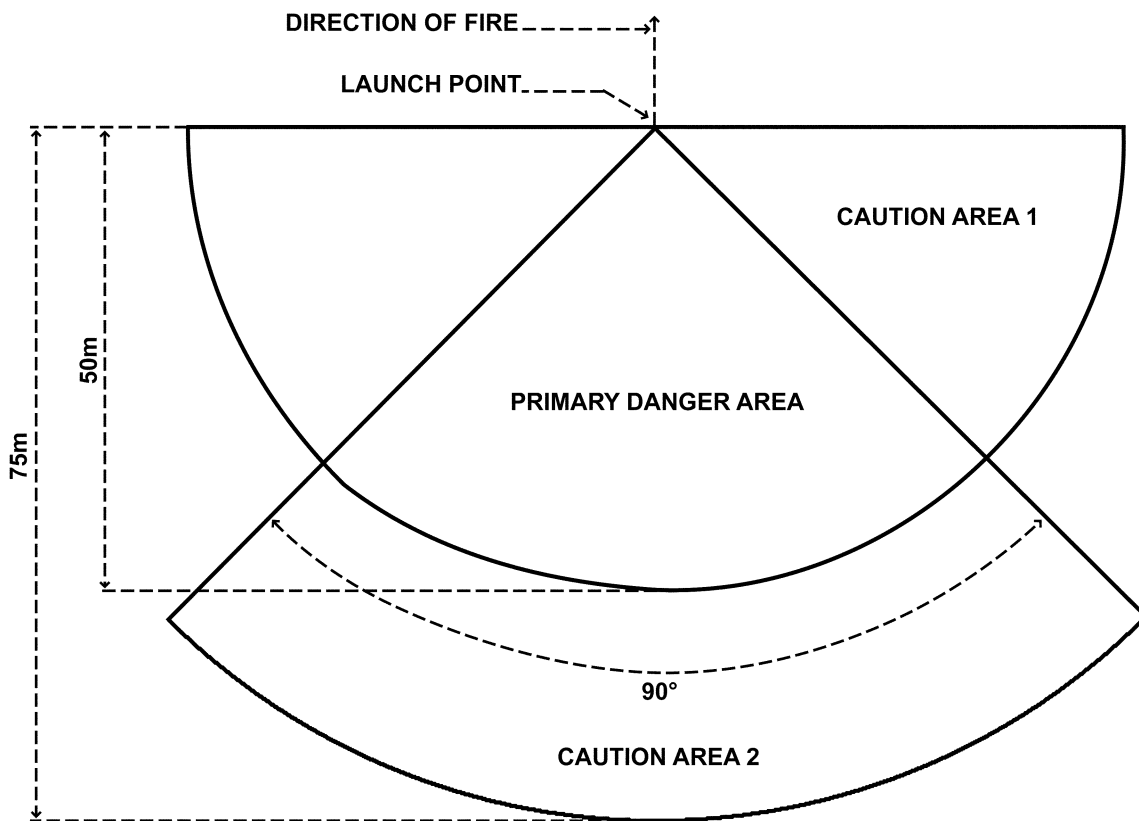 DIRECTION OF FIRE
LAUNCH POINT
CAUTION AREA 1
50m
PRIMARY DANGER AREA
75m
90°
CAUTION AREA 2